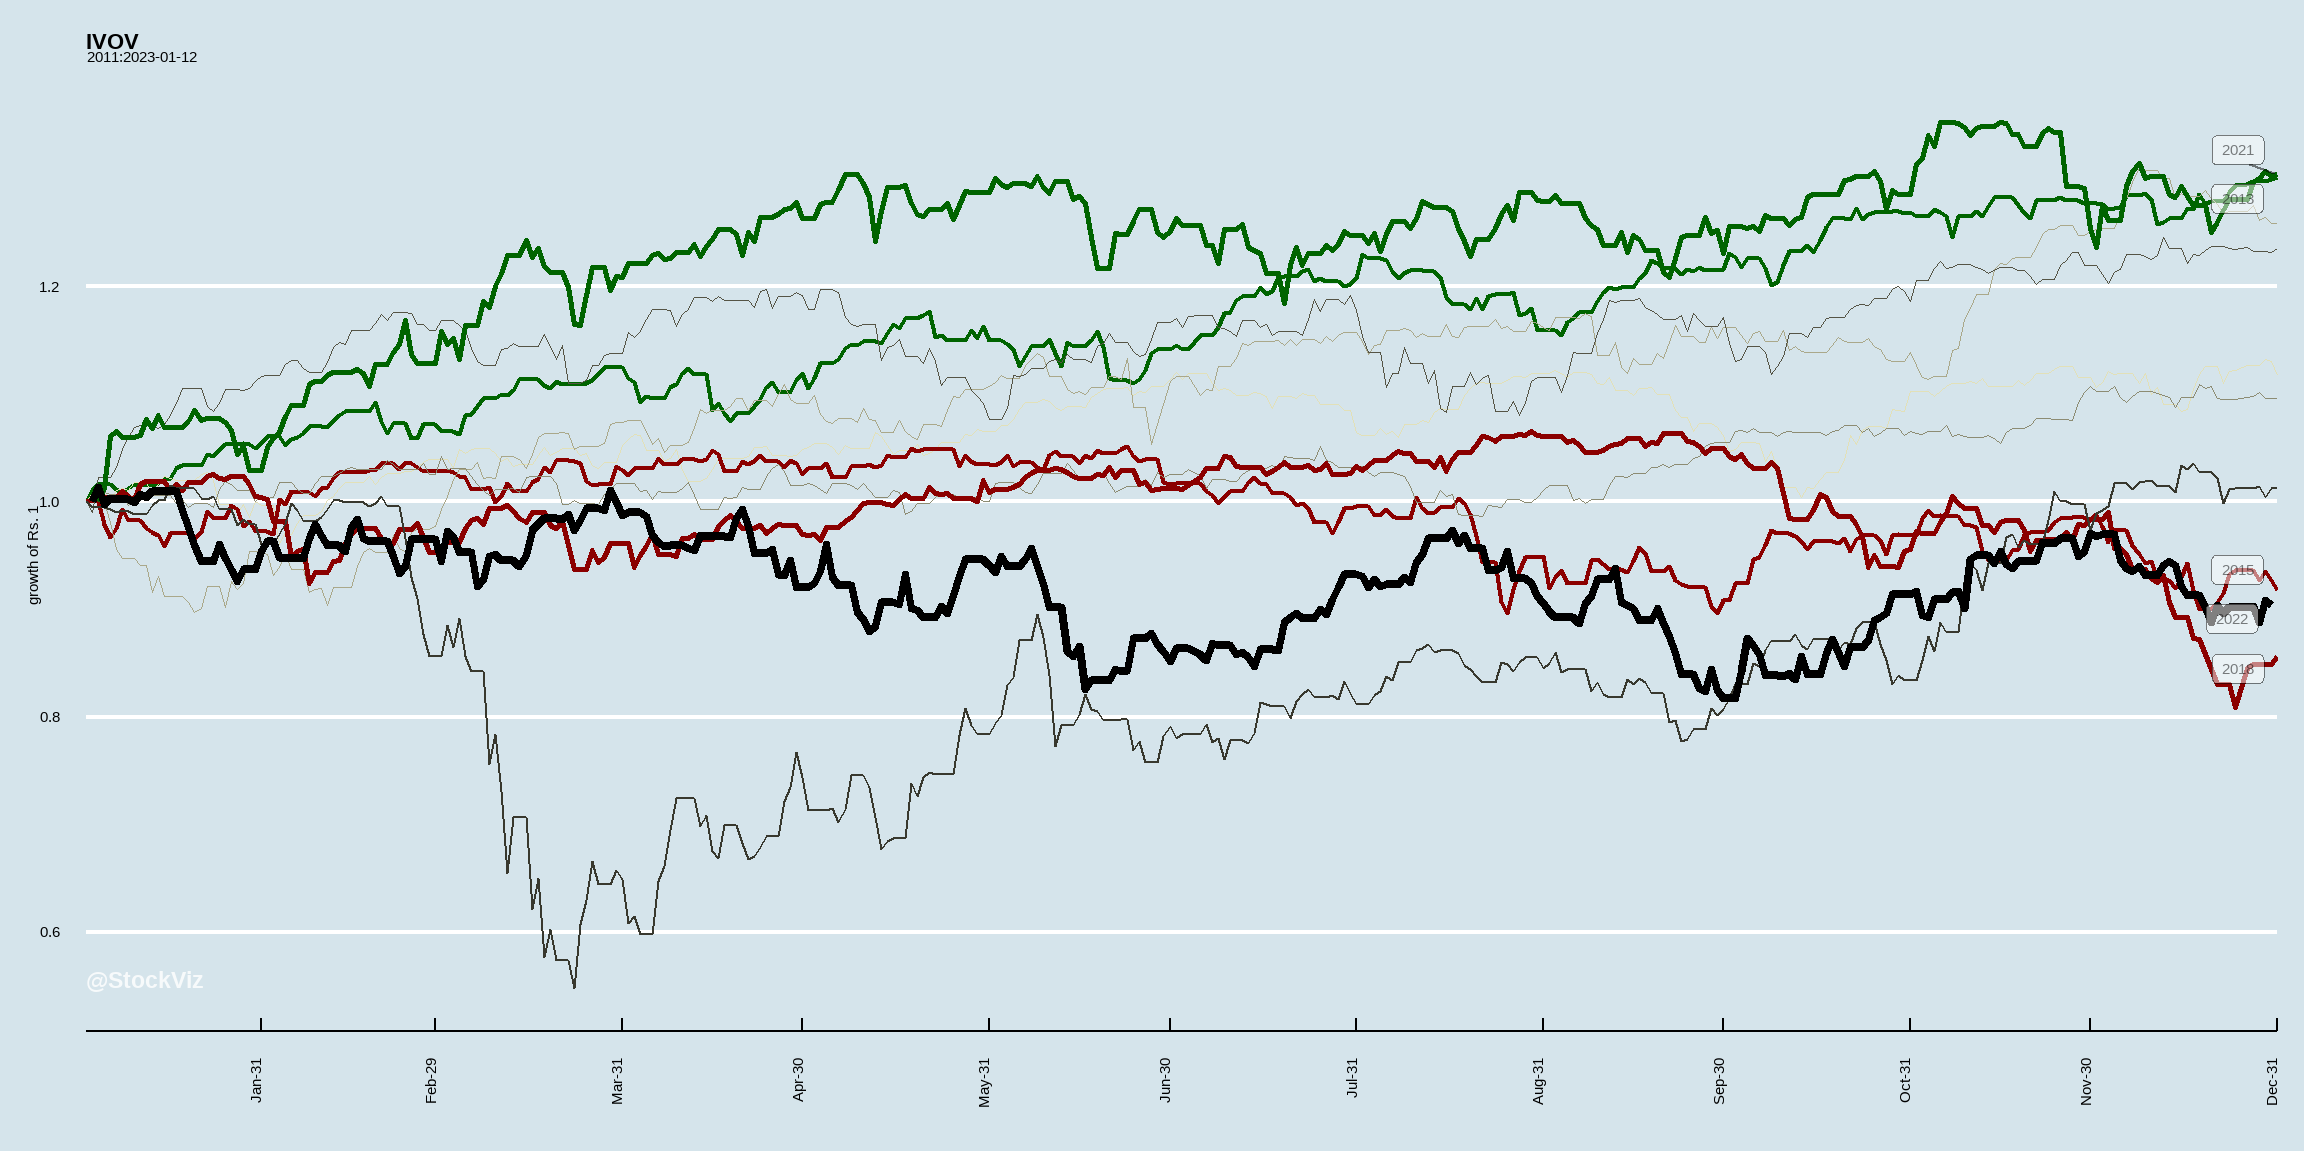 IVOV
2011:2023-01-12
2021
2013
1.2
1.0
growth of Rs. 1
2015
2022
2018
0.8
0.6
@StockViz
Jan-31
Feb-29
Mar-31
Apr-30
May-31
Jun-30
Jul-31
Aug-31
Sep-30
Oct-31
Nov-30
Dec-31